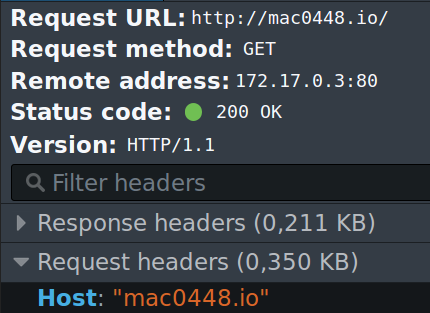 Request URL: http://mac0448.io/
Request method: GET
Remote address: 172.17.0.3:80
Status code: 200 OK
Version: HTTP/1.1
Filter headers
Response headers (0,211 KB)
Request headers (0,350 KB)
Host: "mac0448.io"